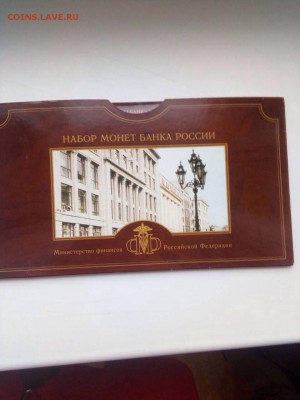 COINS.LAVE.RU
НАБОР МОНЕТ БАНКА РОССИИ
Министерство финансов Российской Федерации